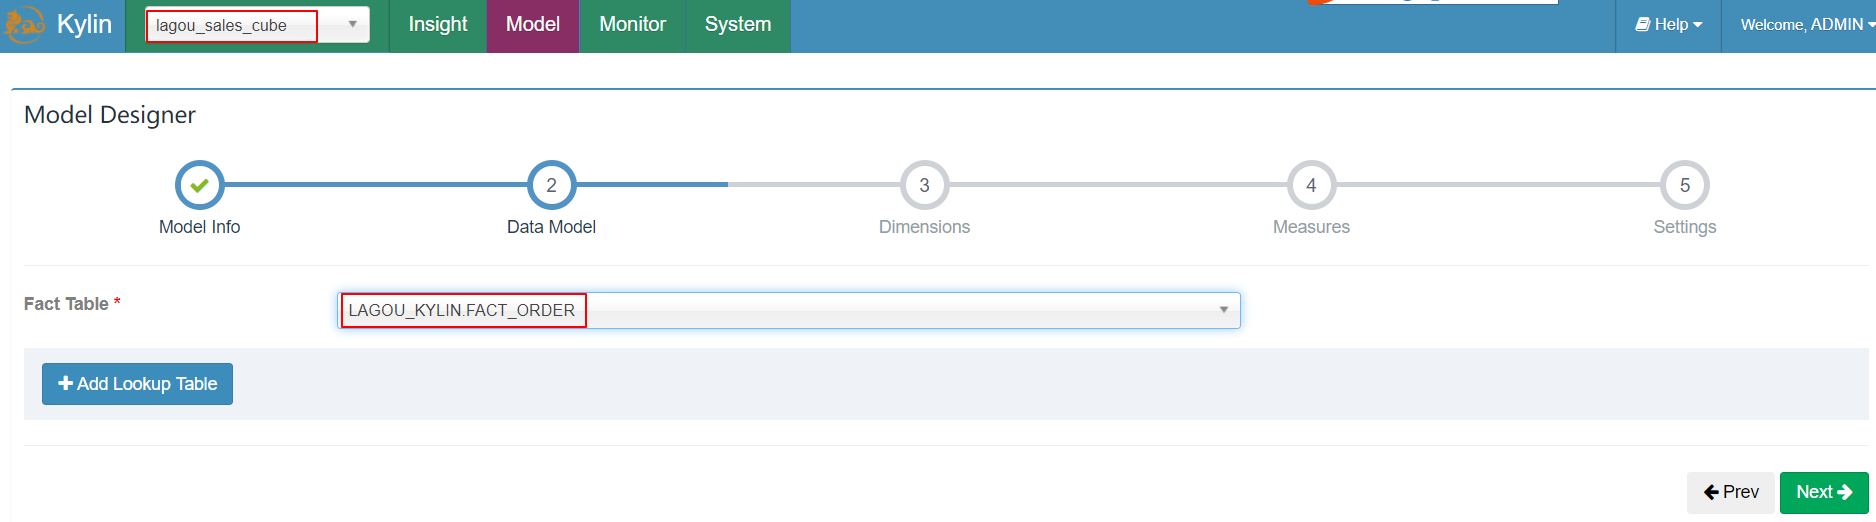 Kylin lagou_sales_cube Insight Model Monitor System Help Welcome, ADMIN
Model Designer
2 3 4 5
Model Info Data Model Dimensions Measures Settings
Fact Table * LAGOU_KYLIN.FACT_ORDER
Add Lookup Table
Prev Next